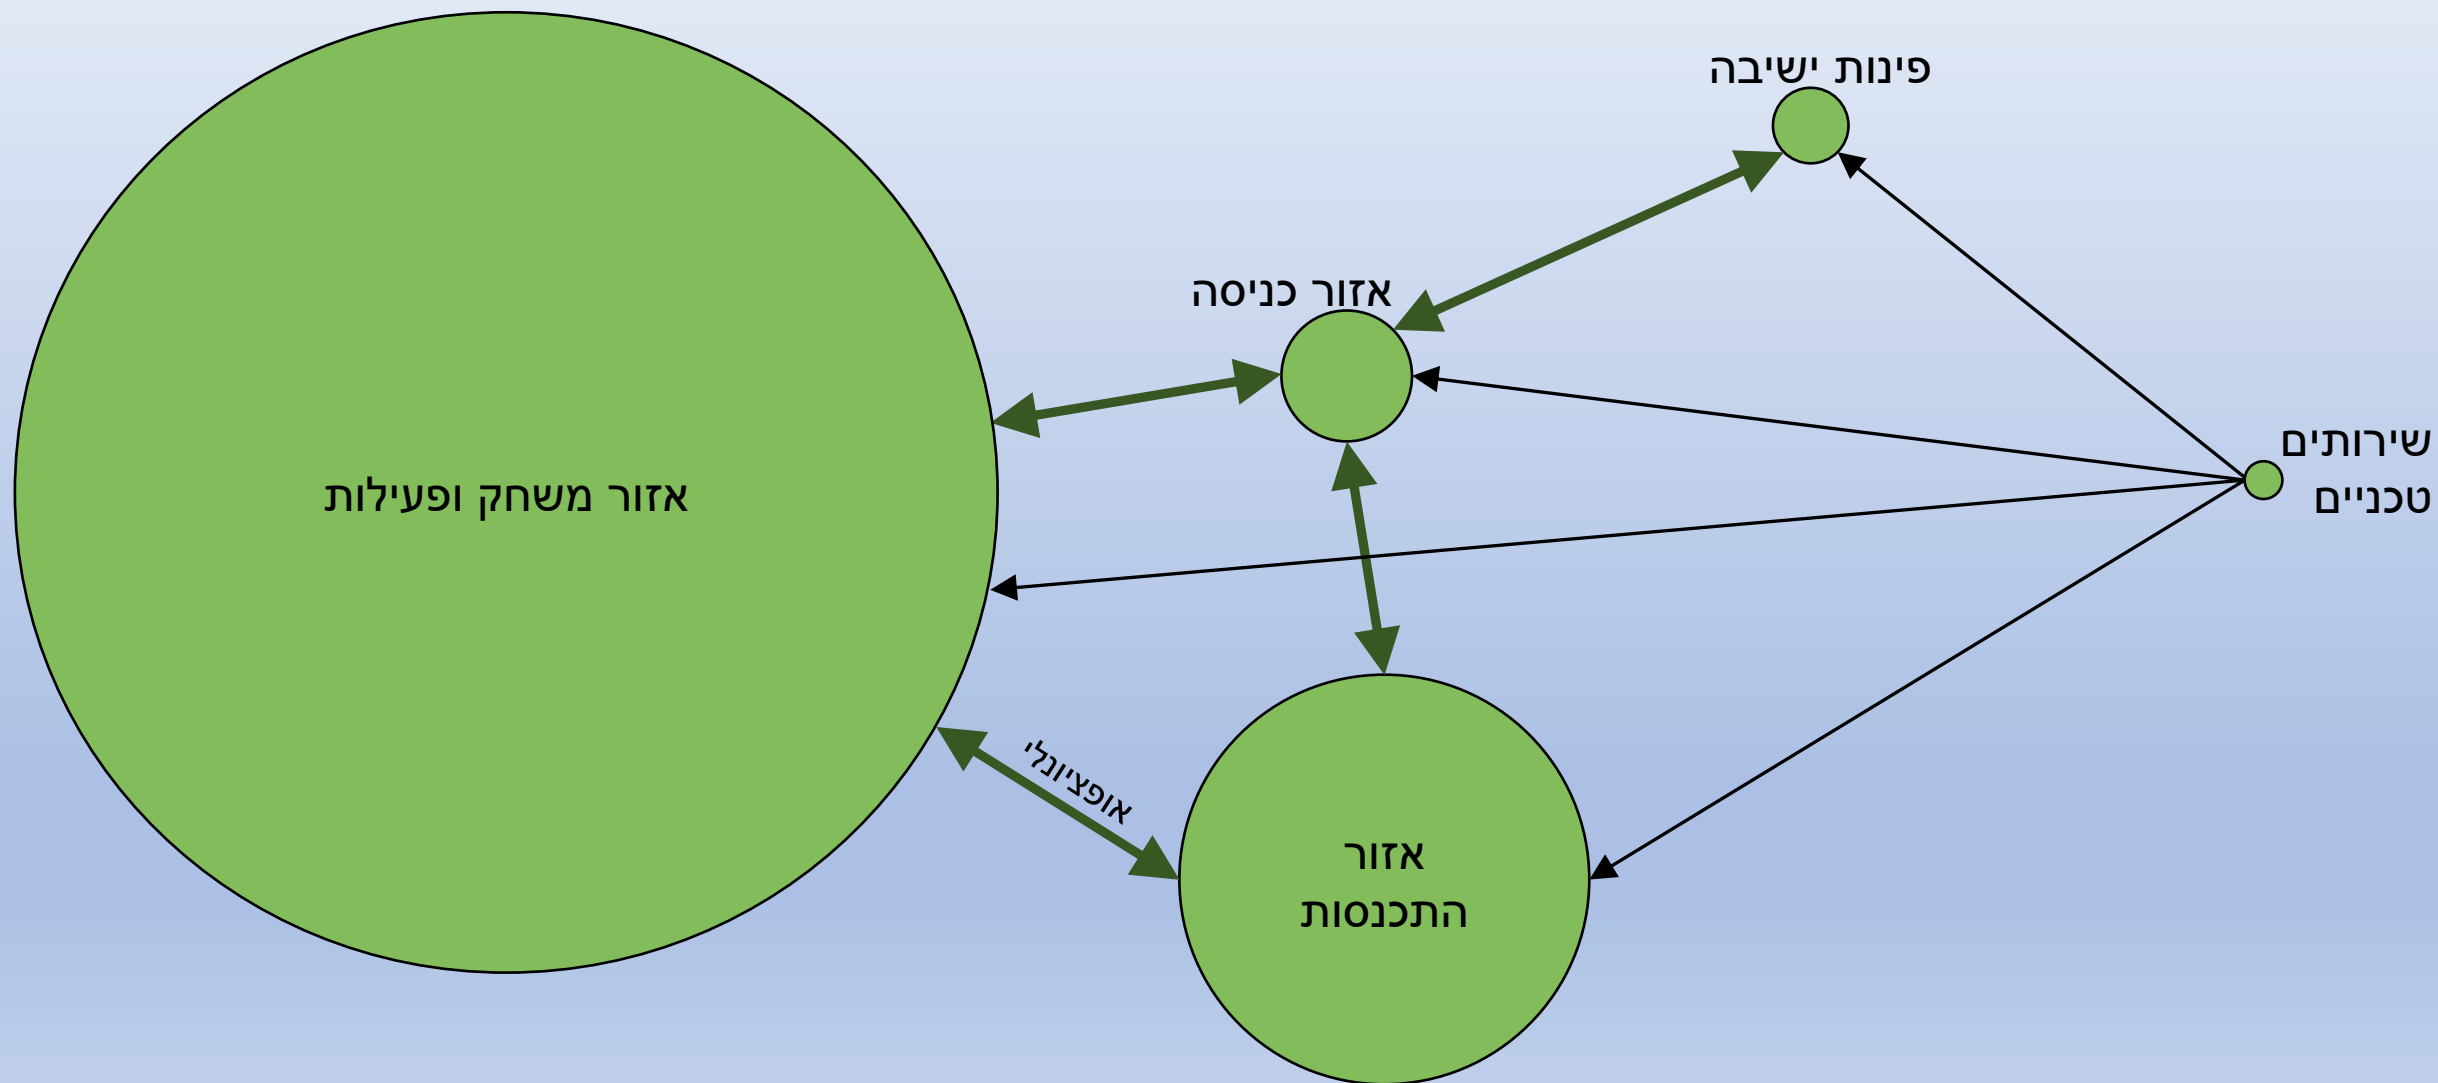 פינות ישיבה
אזור כניסה
שירותים
טכניים
אזור משחק ופעילות
אופציונלי
אזור
התכנסות